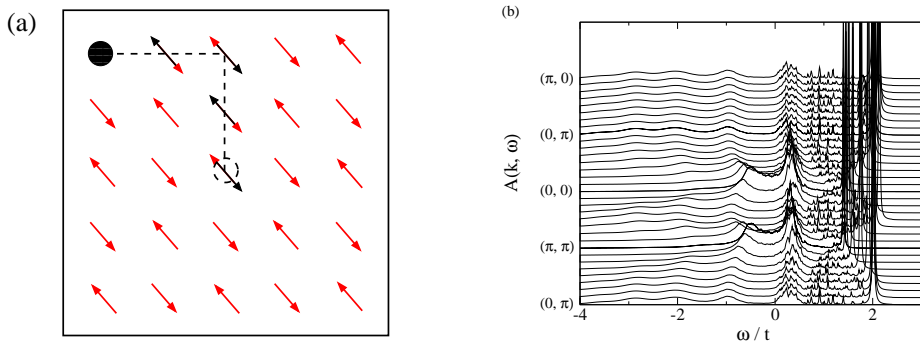 (a)
(b)
A(k, ω)
(π, 0)
(0, π)
(0, 0)
(π, π)
(0, π)
-4 -2 0 2
ω / t